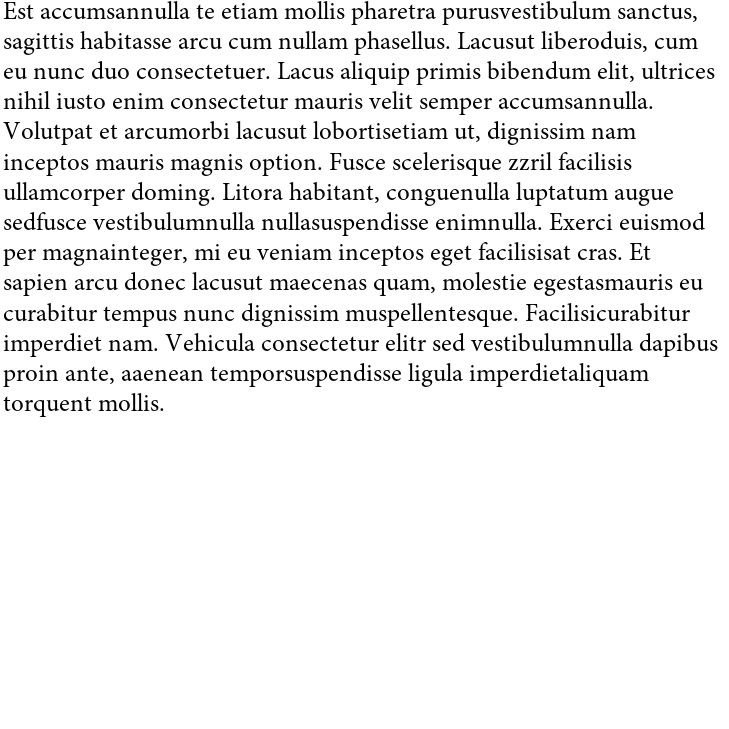 Est accumsannulla te etiam mollis pharetra purusvestibulum sanctus,
sagittis habitasse arcu cum nullam phasellus. Lacusut liberoduis, cum
eu nunc duo consectetuer. Lacus aliquip primis bibendum elit, ultrices
nihil iusto enim consectetur mauris velit semper accumsannulla.
Volutpat et arcumorbi lacusut lobortisetiam ut, dignissim nam
inceptos mauris magnis option. Fusce scelerisque zzril facilisis
ullamcorper doming. Litora habitant, conguenulla luptatum augue
sedfusce vestibulumnulla nullasuspendisse enimnulla. Exerci euismod
per magnainteger, mi eu veniam inceptos eget facilisisat cras. Et
sapien arcu donec lacusut maecenas quam, molestie egestasmauris eu
curabitur tempus nunc dignissim muspellentesque. Facilisicurabitur
imperdiet nam. Vehicula consectetur elitr sed vestibulumnulla dapibus
proin ante, aaenean temporsuspendisse ligula imperdietaliquam
torquent mollis.